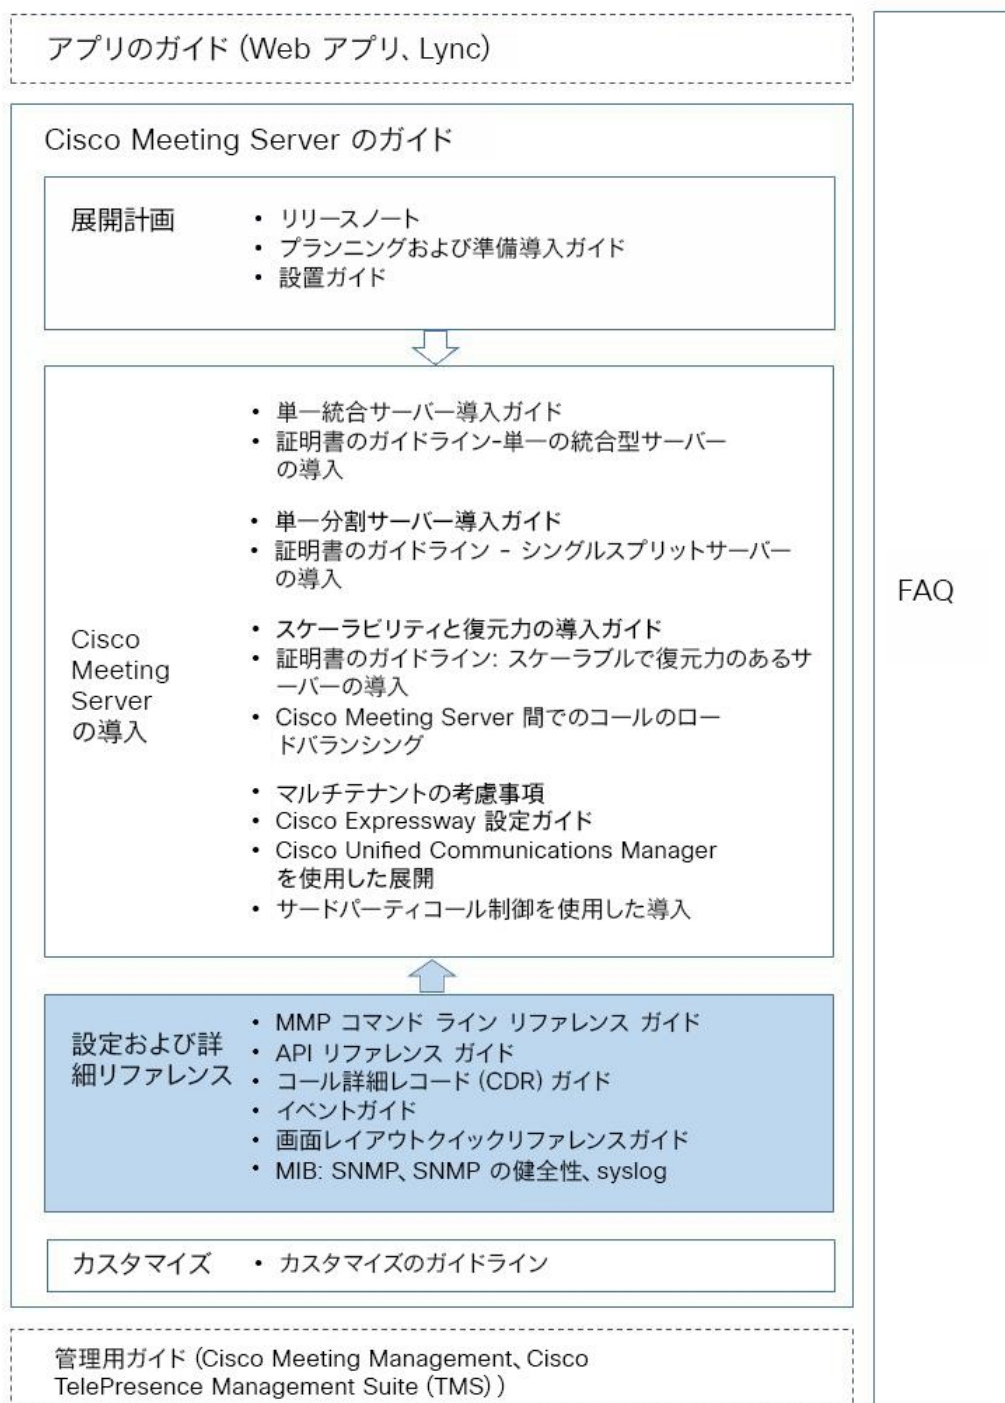 アプリのガイド (Web アプリ、Lync)
Cisco Meeting Server のガイド
展開計画
• リリースノート
• プランニングおよび準備導入ガイド
• 設置ガイド
Cisco
Meeting
Server
の導入
• 単一統合サーバー導入ガイド
• 証明書のガイドライン-単一の統合型サーバー
の導入
• 単一分割サーバー導入ガイド
• 証明書のガイドライン - シングルスプリットサーバー
の導入
• スケーラビリティと復元力の導入ガイド
• 証明書のガイドライン: スケーラブルで復元力のあるサ
ーバーの導入
• Cisco Meeting Server 間でのコールのロー
ドバランシング
• マルチテナントの考慮事項
• Cisco Expressway 設定ガイド
• Cisco Unified Communications Manager
を使用した展開
• サードパーティコール制御を使用した導入
設定および詳
細リファレンス
• MMP コマンド ライン リファレンス ガイド
• API リファレンス ガイド
• コール詳細レコード (CDR) ガイド
• イベントガイド
• 画面レイアウトクイックリファレンスガイド
• MIB: SNMP、SNMP の健全性、syslog
カスタマイズ
• カスタマイズのガイドライン
管理用ガイド (Cisco Meeting Management、Cisco
TelePresence Management Suite (TMS) )
FAQ